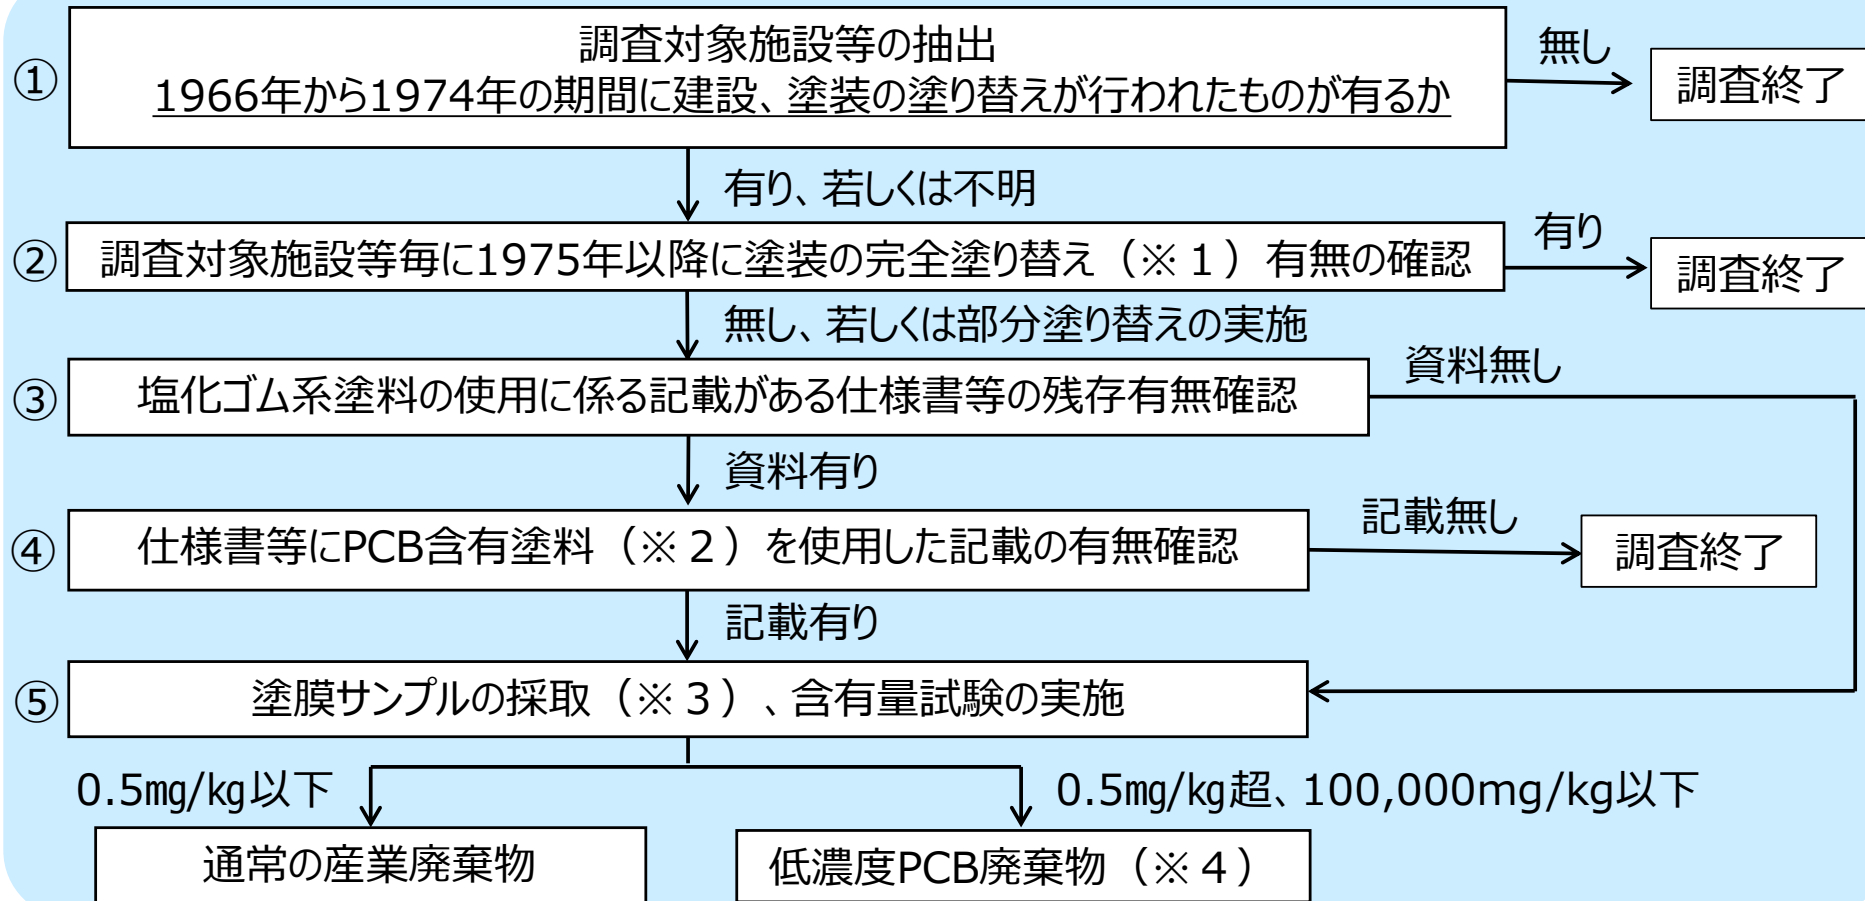 ①
調査対象施設等の抽出
1966年から1974年の期間に建設、塗装の塗り替えが行われたものが有るか
無し
調査終了
有り、若しくは不明
②
調査対象施設等毎に1975年以降に塗装の完全塗り替え（※１）有無の確認
有り
調査終了
無し、若しくは部分塗り替えの実施
③
塩化ゴム系塗料の使用に係る記載がある仕様書等の残存有無確認
資料無し
資料有り
④
仕様書等にPCB含有塗料（※２）を使用した記載の有無確認
記載無し
調査終了
記載有り
⑤
塗膜サンプルの採取（※３）、含有量試験の実施
0.5㎎/㎏以下
0.5㎎/㎏超、100,000mg/㎏以下
通常の産業廃棄物
低濃度PCB廃棄物（※４）